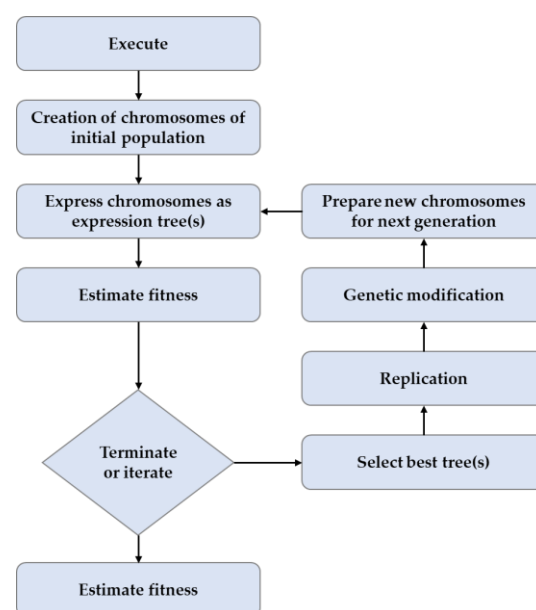 Execute
Creation of chromosomes of
initial population
Express chromosomes as
expression tree(s)
Prepare new chromosomes
for next generation
Estimate fitness
Genetic modification
Replication
Terminate
or iterate
Select best tree(s)
Estimate fitness